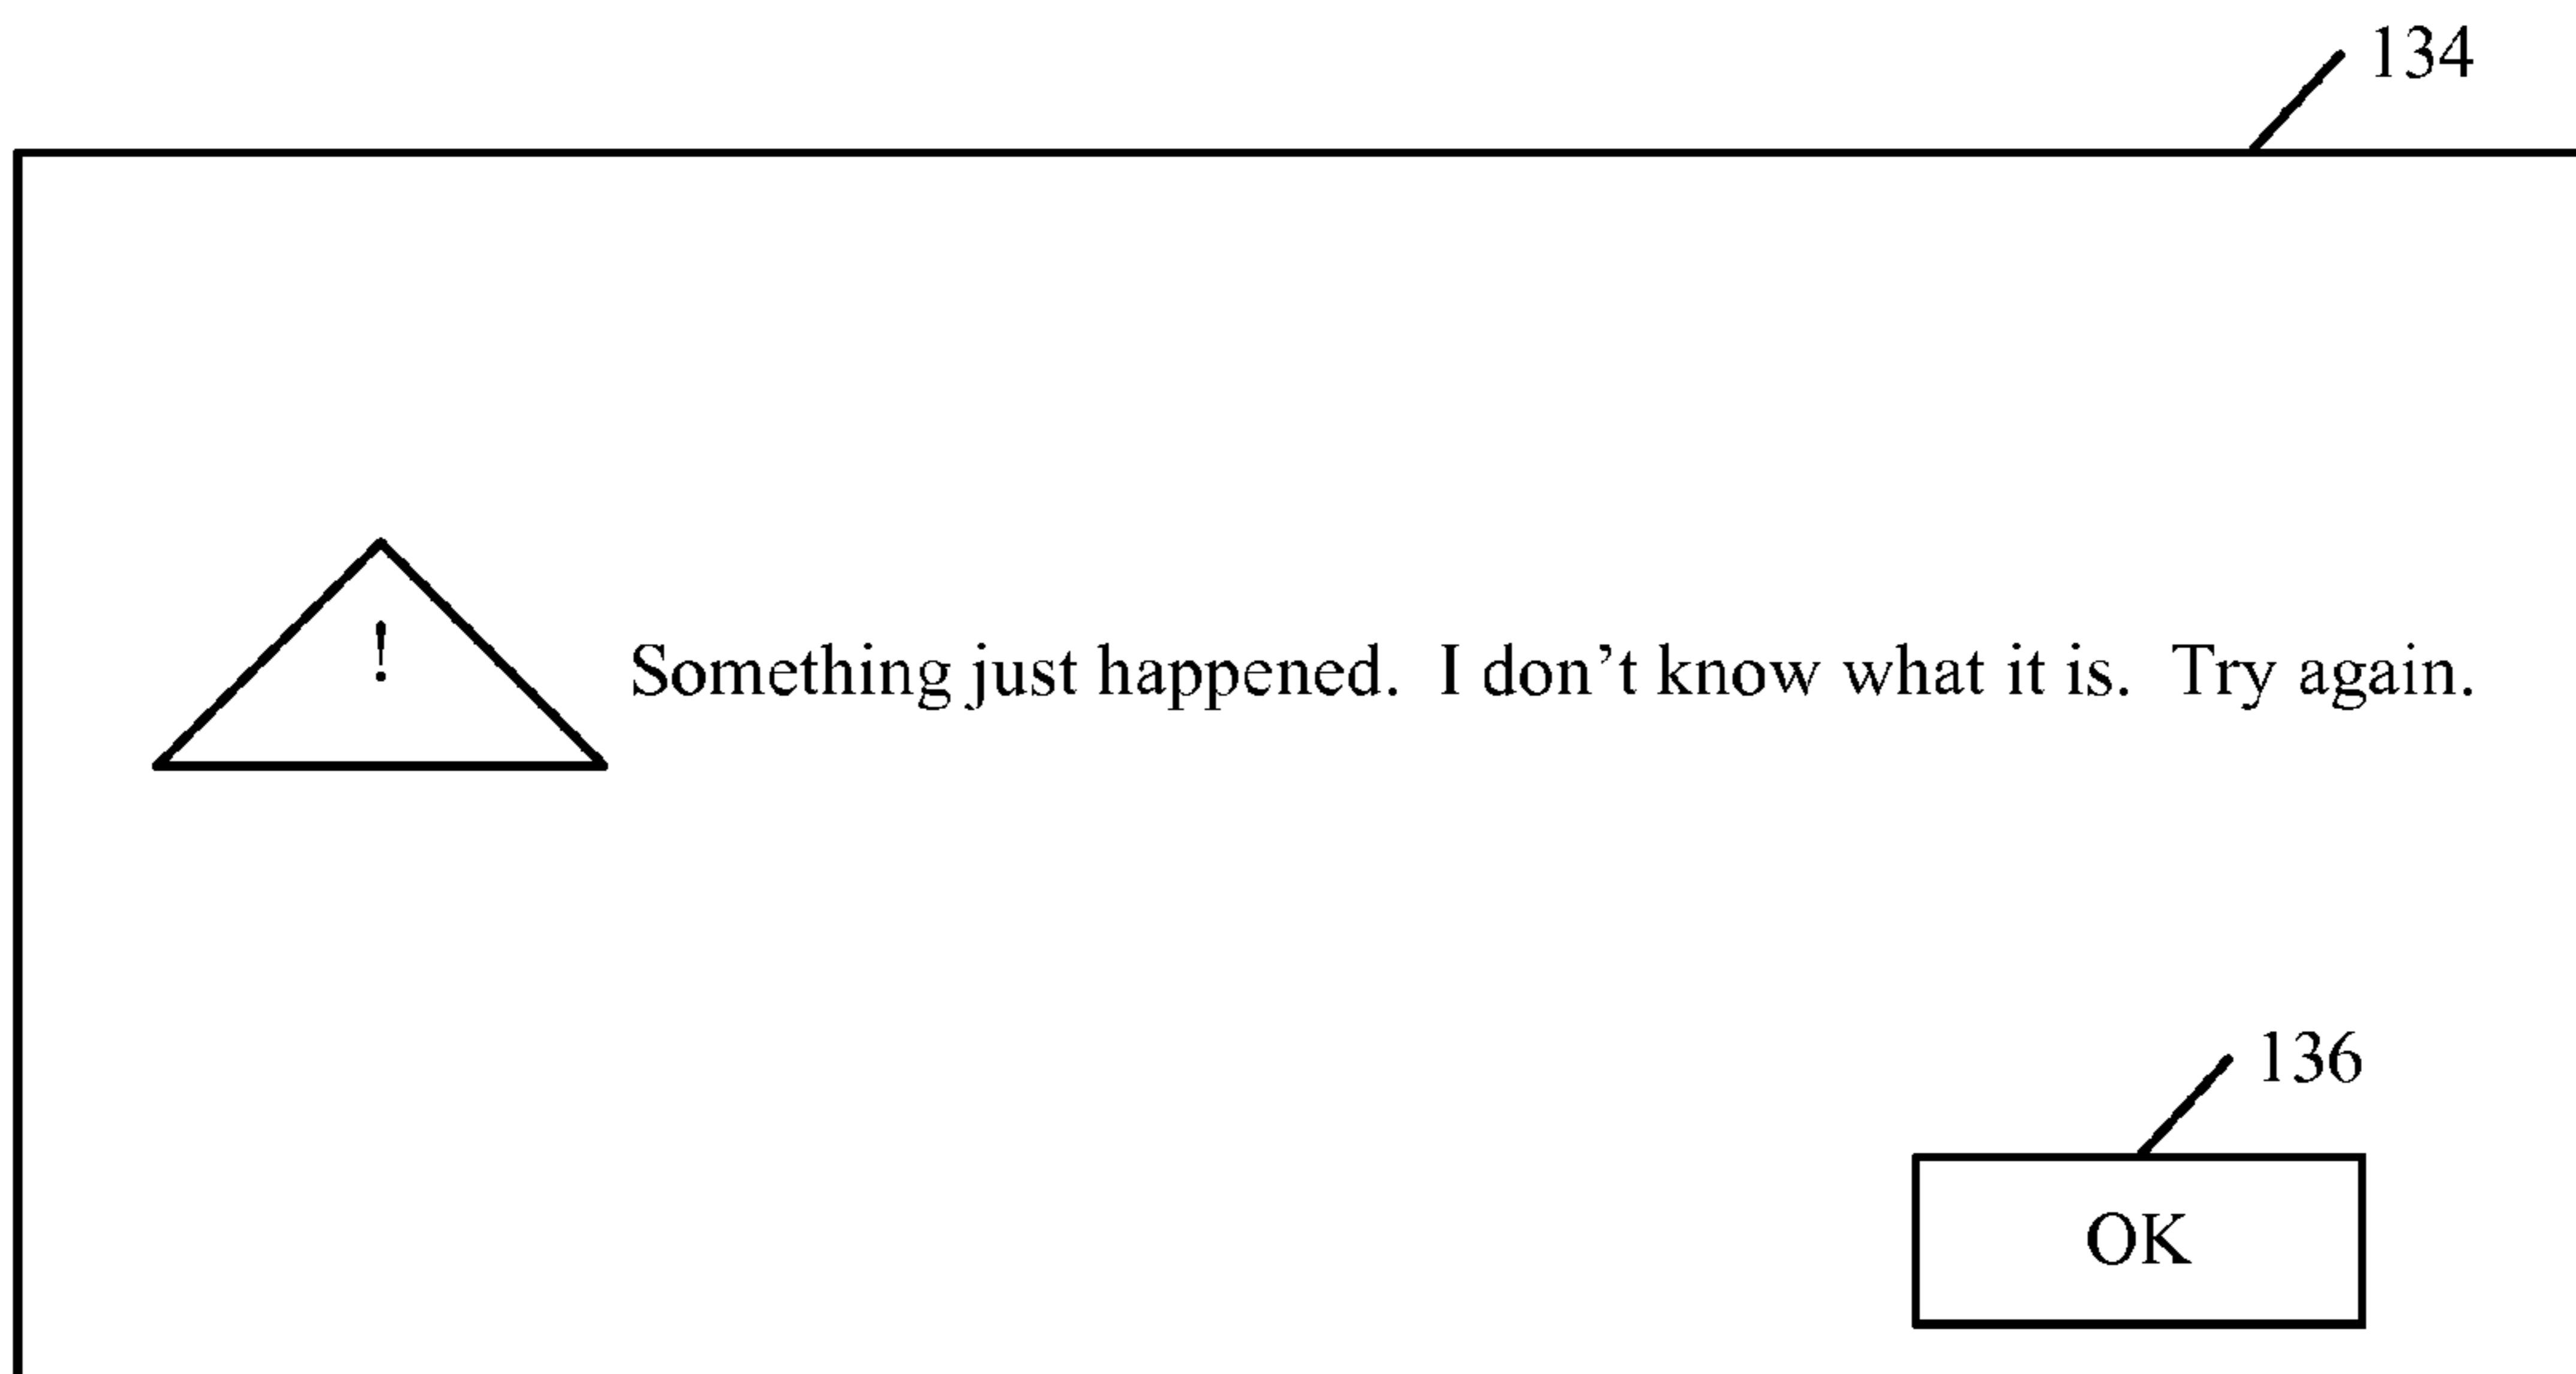 134
!
Something just happened.  I don’t know what it is.  Try again.
136
OK